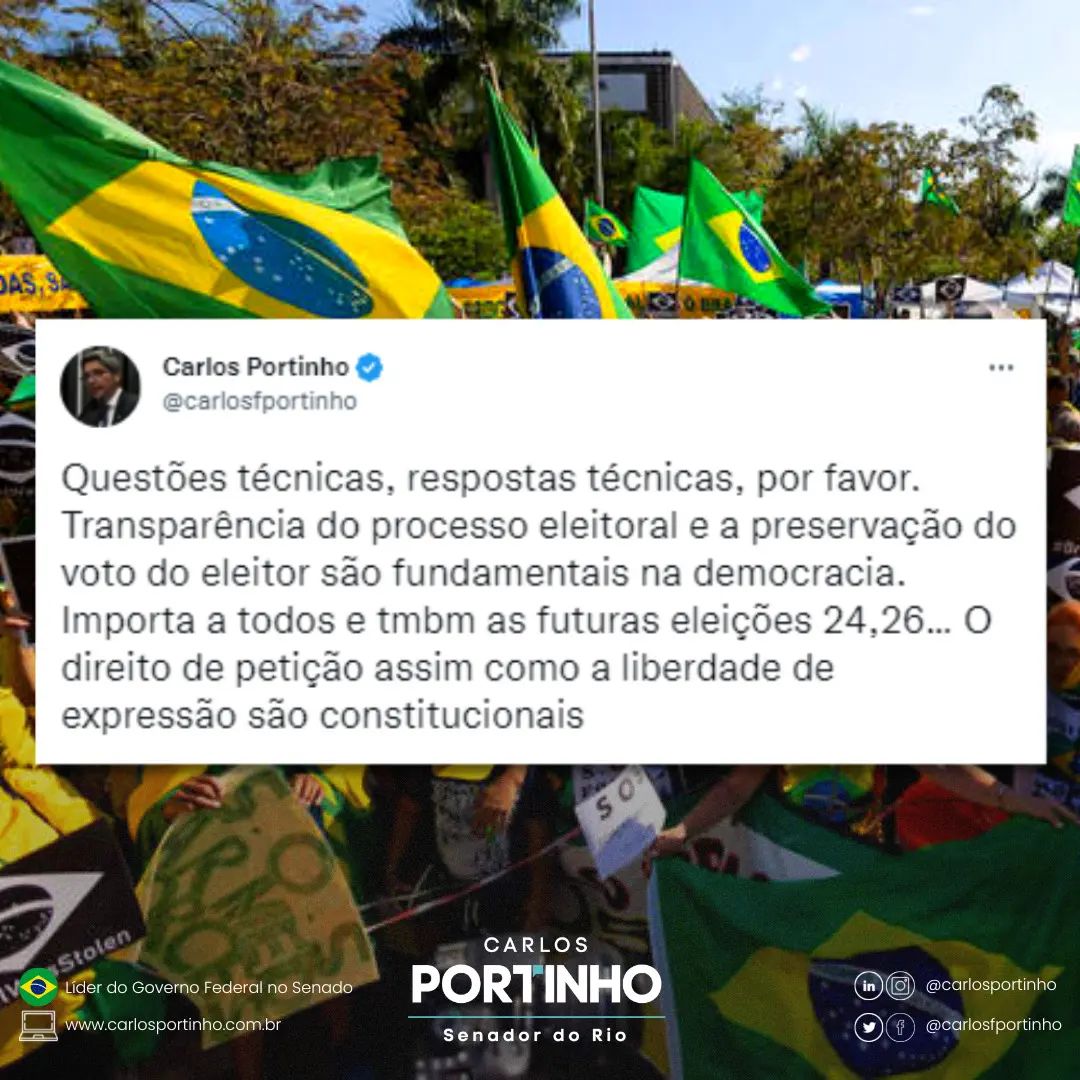 Carlos Portinho
@carlosfportinho
Questões técnicas, respostas técnicas, por favor.
Transparência do processo eleitoral e a preservação do
voto do eleitor são fundamentais na democracia.
Importa a todos e tmbm as futuras eleições 24,26... O
direito de petição assim como a liberdade de
expressão são constitucionais
S.O.
Stolen
CARLOS
PORTINHO
Senador do Rio
Líder do Governo Federal no Senado
www.carlosportinho.com.br
in
@carlosportinho
f
@carlosfportinho